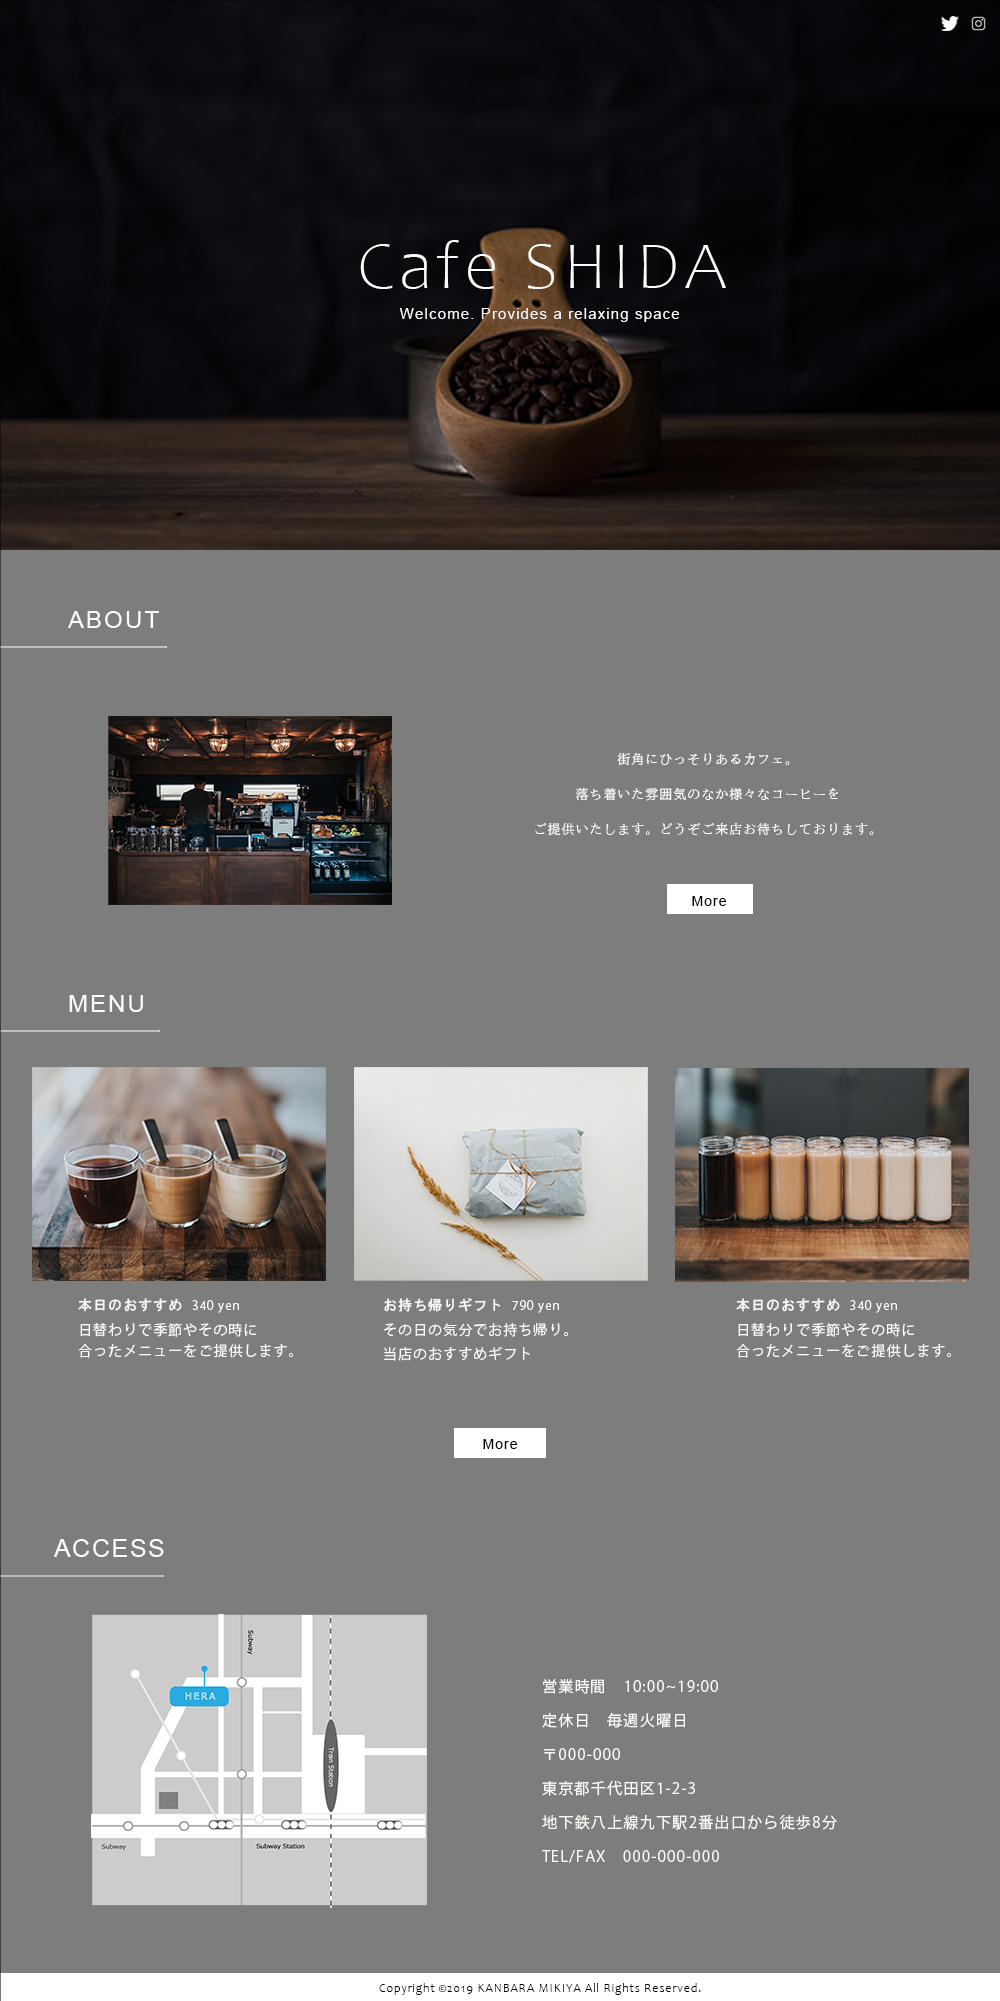 Cafe SHIDA
Welcome. Provides a relaxing space
ABOUT
街角にひっそりあるカフェ。
落ち着いた雰囲気のなか様々なコーヒーを
ご提供いたします。どうぞご来店お待ちしております。
More
MENU
本日のおすすめ 340 yen
日替わりで季節やその時に
合ったメニューをご提供します。
お持ち帰りギフト 790 yen
その日の気分でお持ち帰り。
当店のおすすめギフト
本日のおすすめ 340 yen
日替わりで季節やその時に
合ったメニューをご提供します。
More
ACCESS
Subway
HERA
Train Station
Subway
Subway Station
営業時間　10:00~19:00
定休日　毎週火曜日
〒000-000
東京都千代田区1-2-3
地下鉄八上線九下駅2番出口から徒歩8分
TEL/FAX　000-000-000
Copyright ©2019 KANBARA MIKIYA All Rights Reserved.